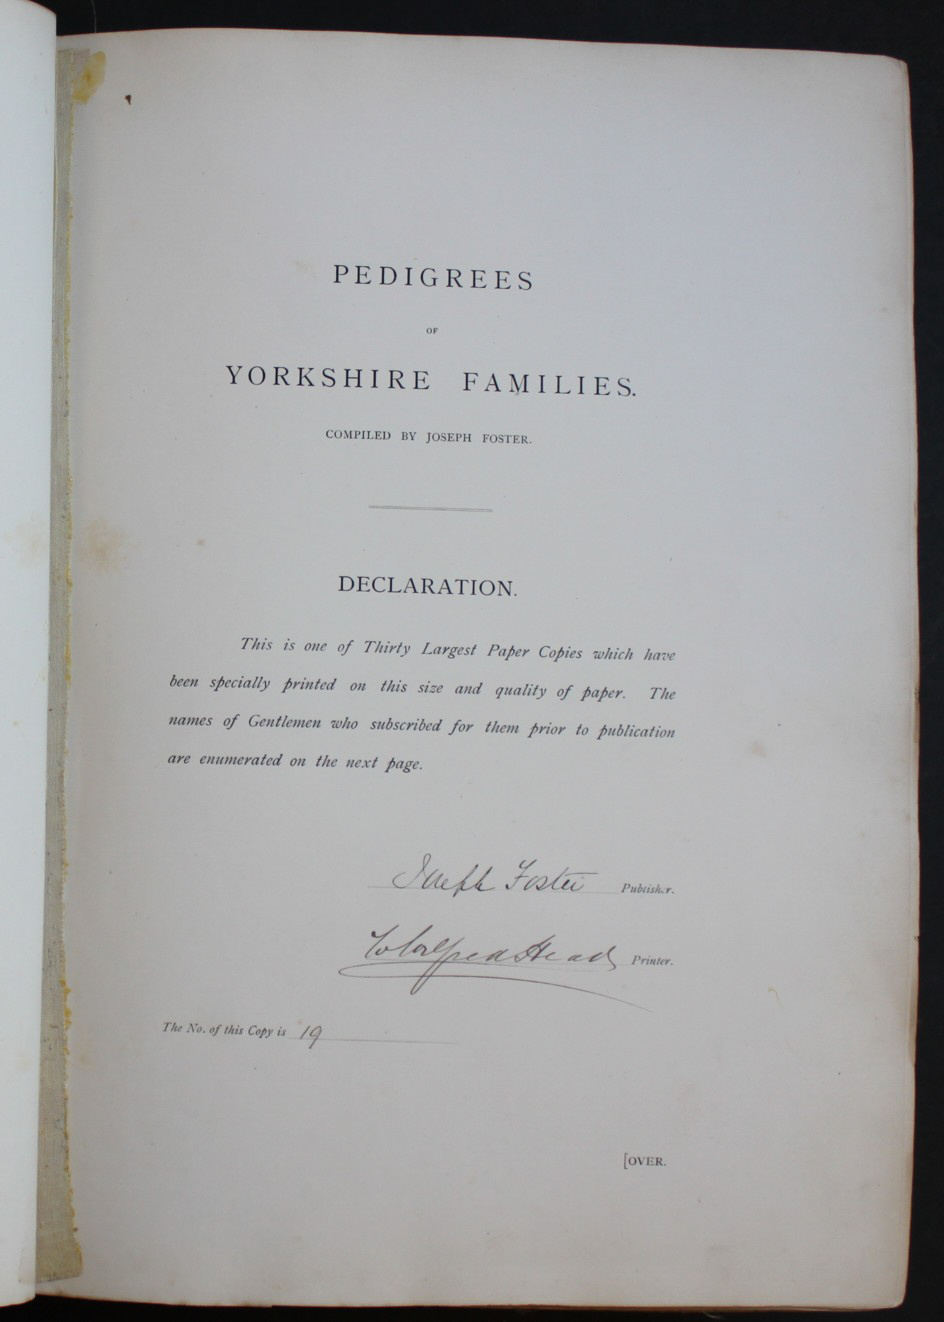 PEDIGREES
OF
YORKSHIRE FAMILIES.
COMPILED BY JOSEPH FOSTER.
DECLARATION.
This is one of Thirty Largest Paper Copies which have
been specially printed on this size and quality of paper. The
names of Gentlemen who subscribed for them prior to publication
are enumerated on the next page.
Joseph Foster Publisher.
Head Printer.
The No. of this Copy is 19
[OVER.